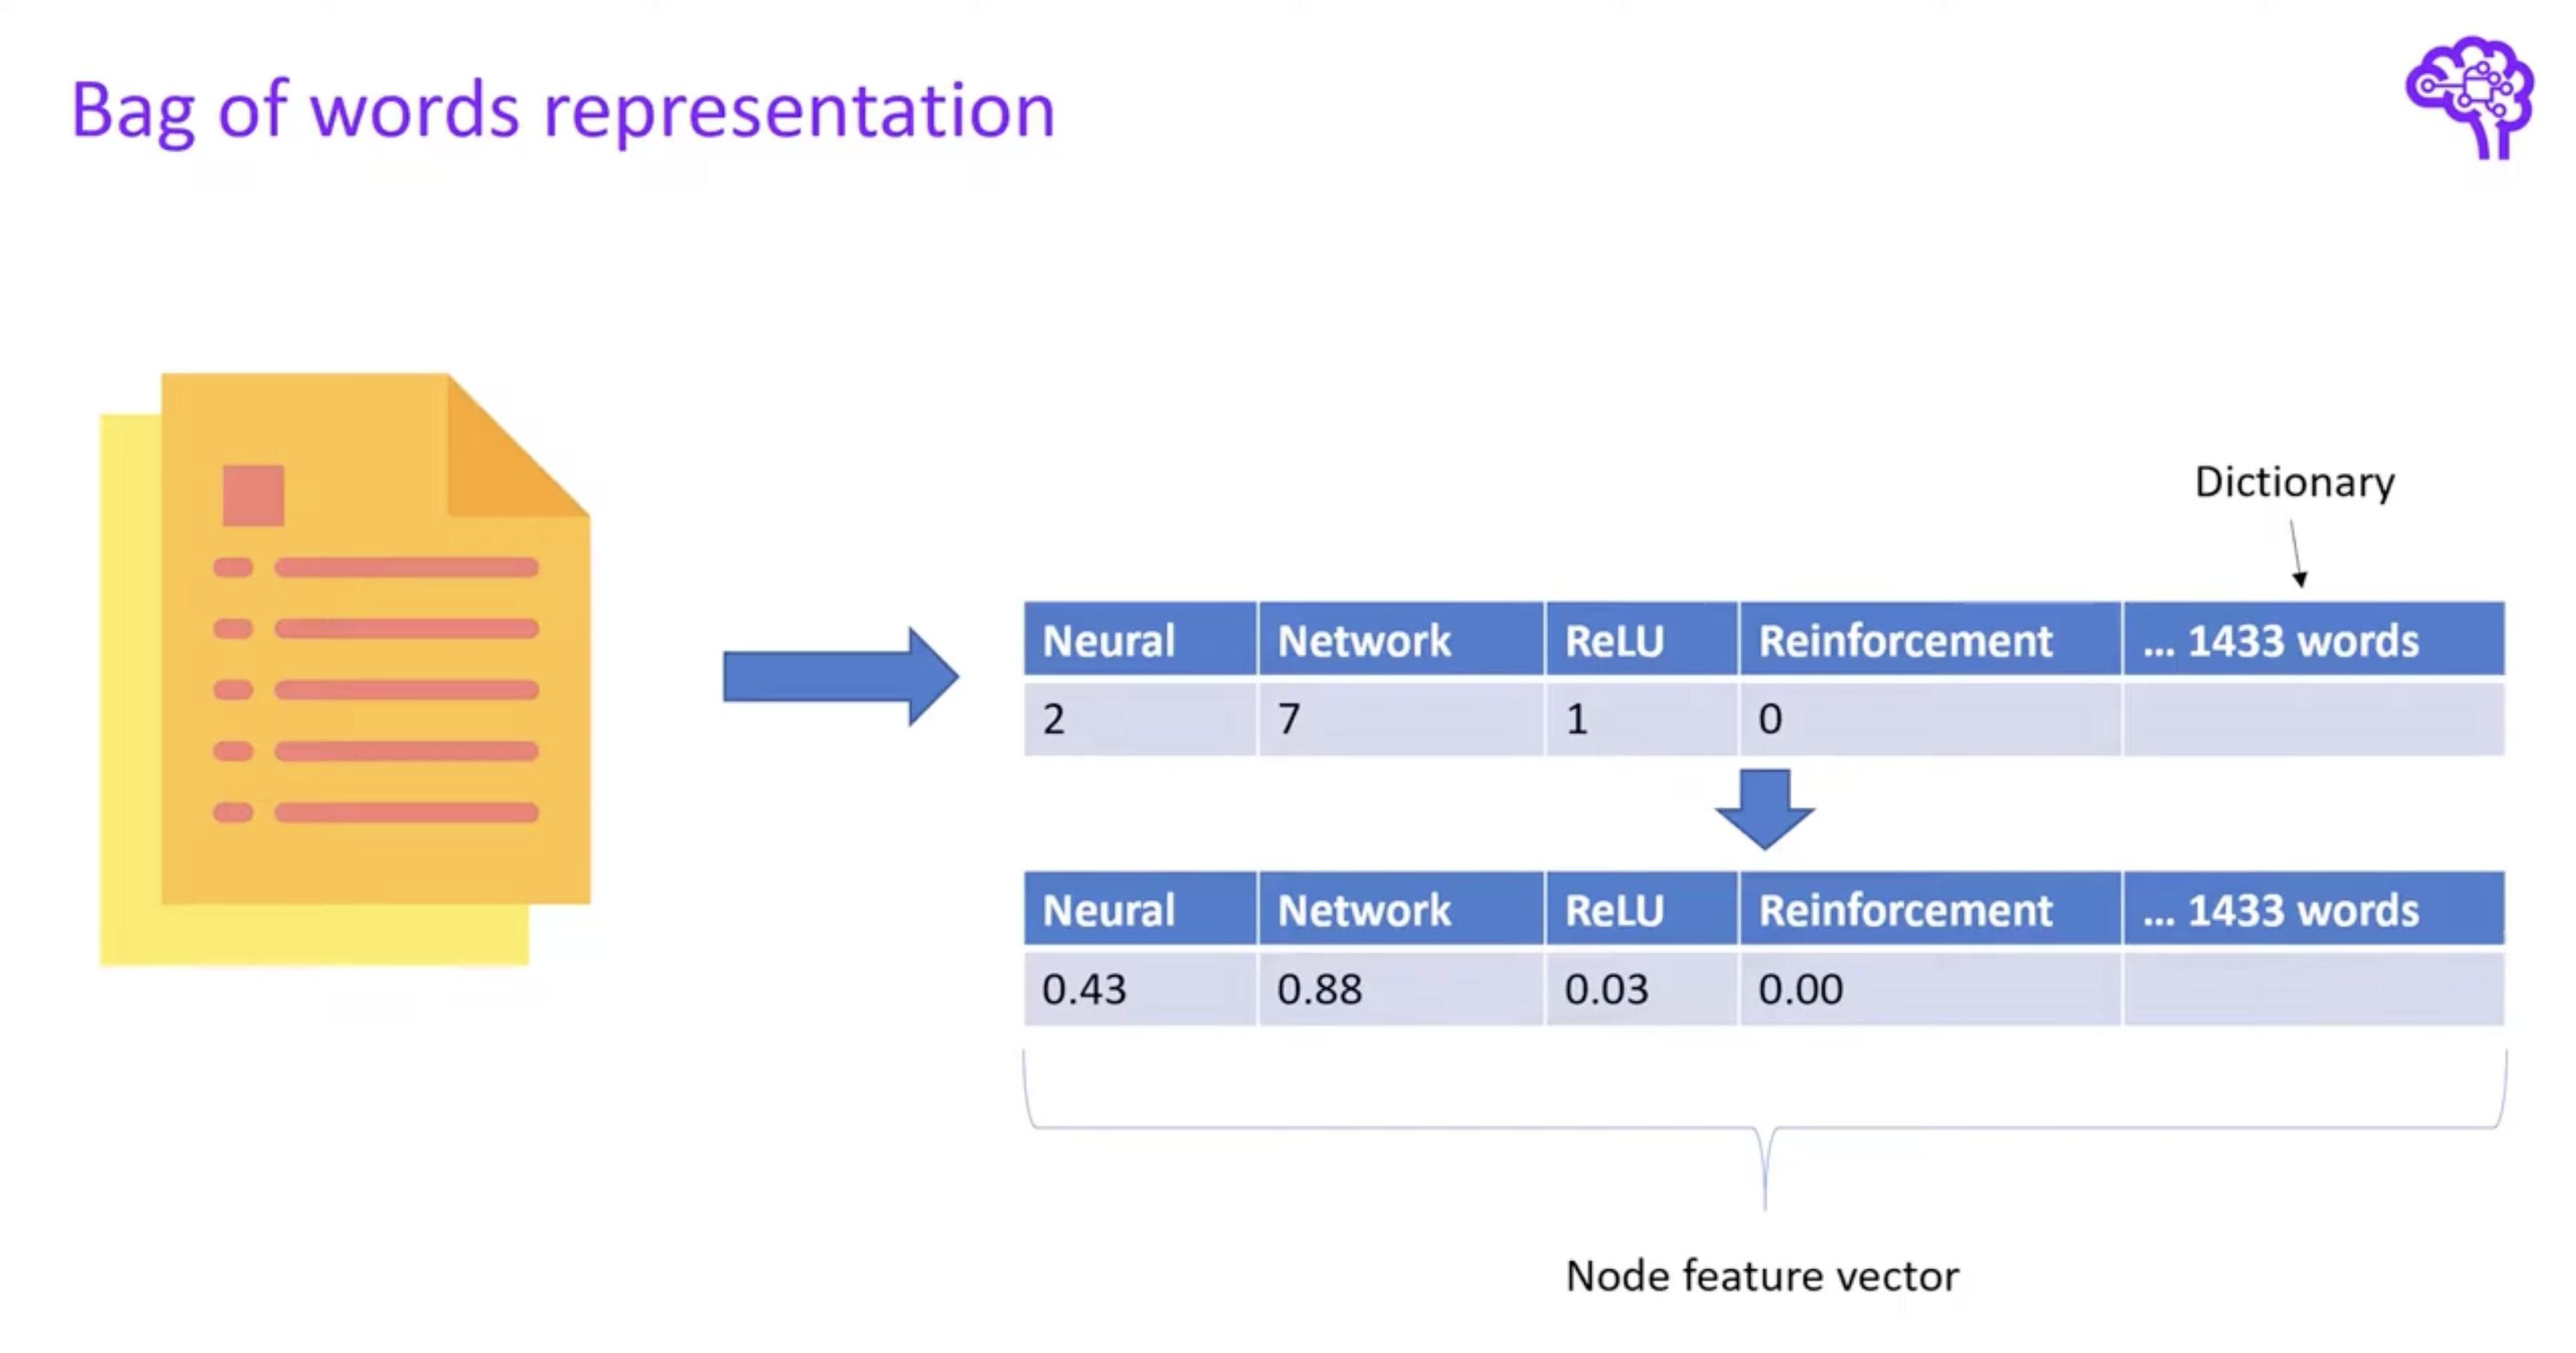 Bag of words representation
Dictionary
Neural Network ReLU Reinforcement ... 1433 words
2 7 1 0
Neural Network ReLU Reinforcement ... 1433 words
0.43 0.88 0.03 0.00
Node feature vector